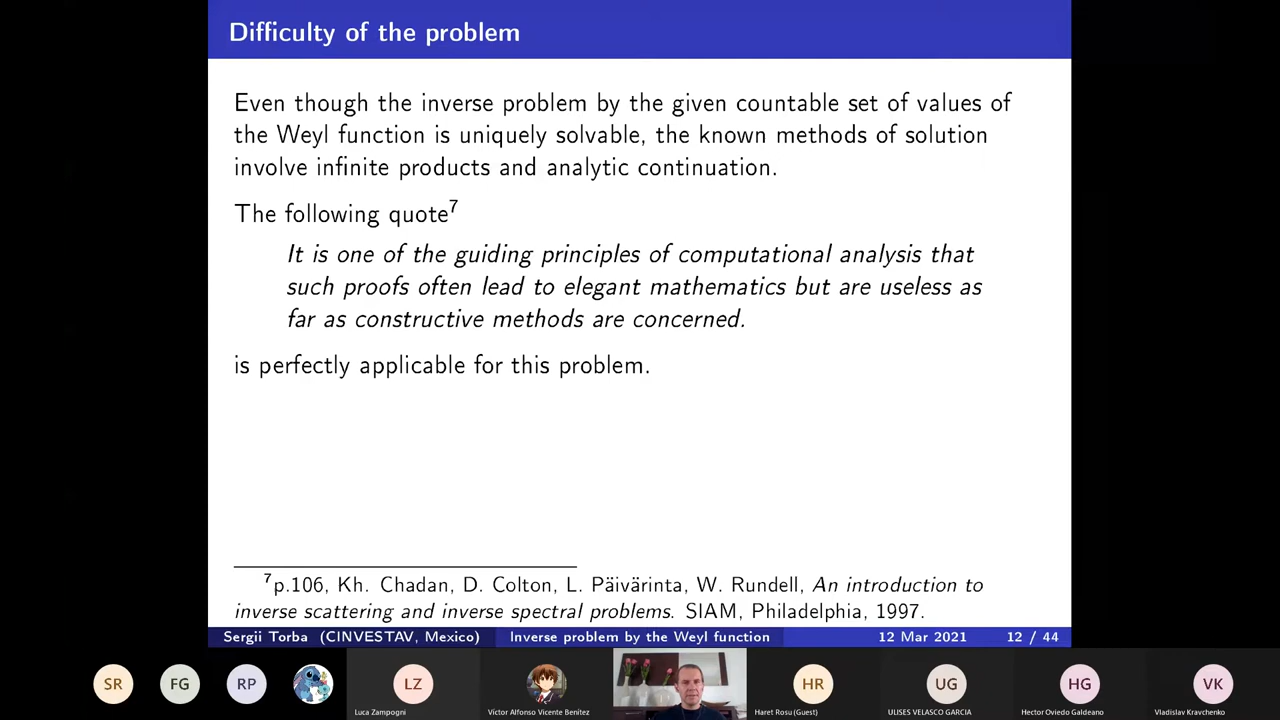 Difficulty of the problem
Even though the inverse problem by the given countable set of values of
the Weyl function is uniquely solvable, the known methods of solution
involve infinite products and analytic continuation.
The following quote⁷
It is one of the guiding principles of computational analysis that
such proofs often lead to elegant mathematics but are useless as
far as constructive methods are concerned.
is perfectly applicable for this problem.
⁷p.106, Kh. Chadan, D. Colton, L. Päivärinta, W. Rundell, An introduction to
inverse scattering and inverse spectral problems. SIAM, Philadelphia, 1997.
Sergii Torba (CINVESTAV, Mexico) Inverse problem by the Weyl function 12 Mar 2021 12 / 44
SR FG RP LZ HR UG HG VK
Luca Zampogni Víctor Alfonso Vicente Benítez Haret Rosu (Guest) ULISES VELASCO GARCIA Hector Oviedo Galdeano Vladislav Kravchenko